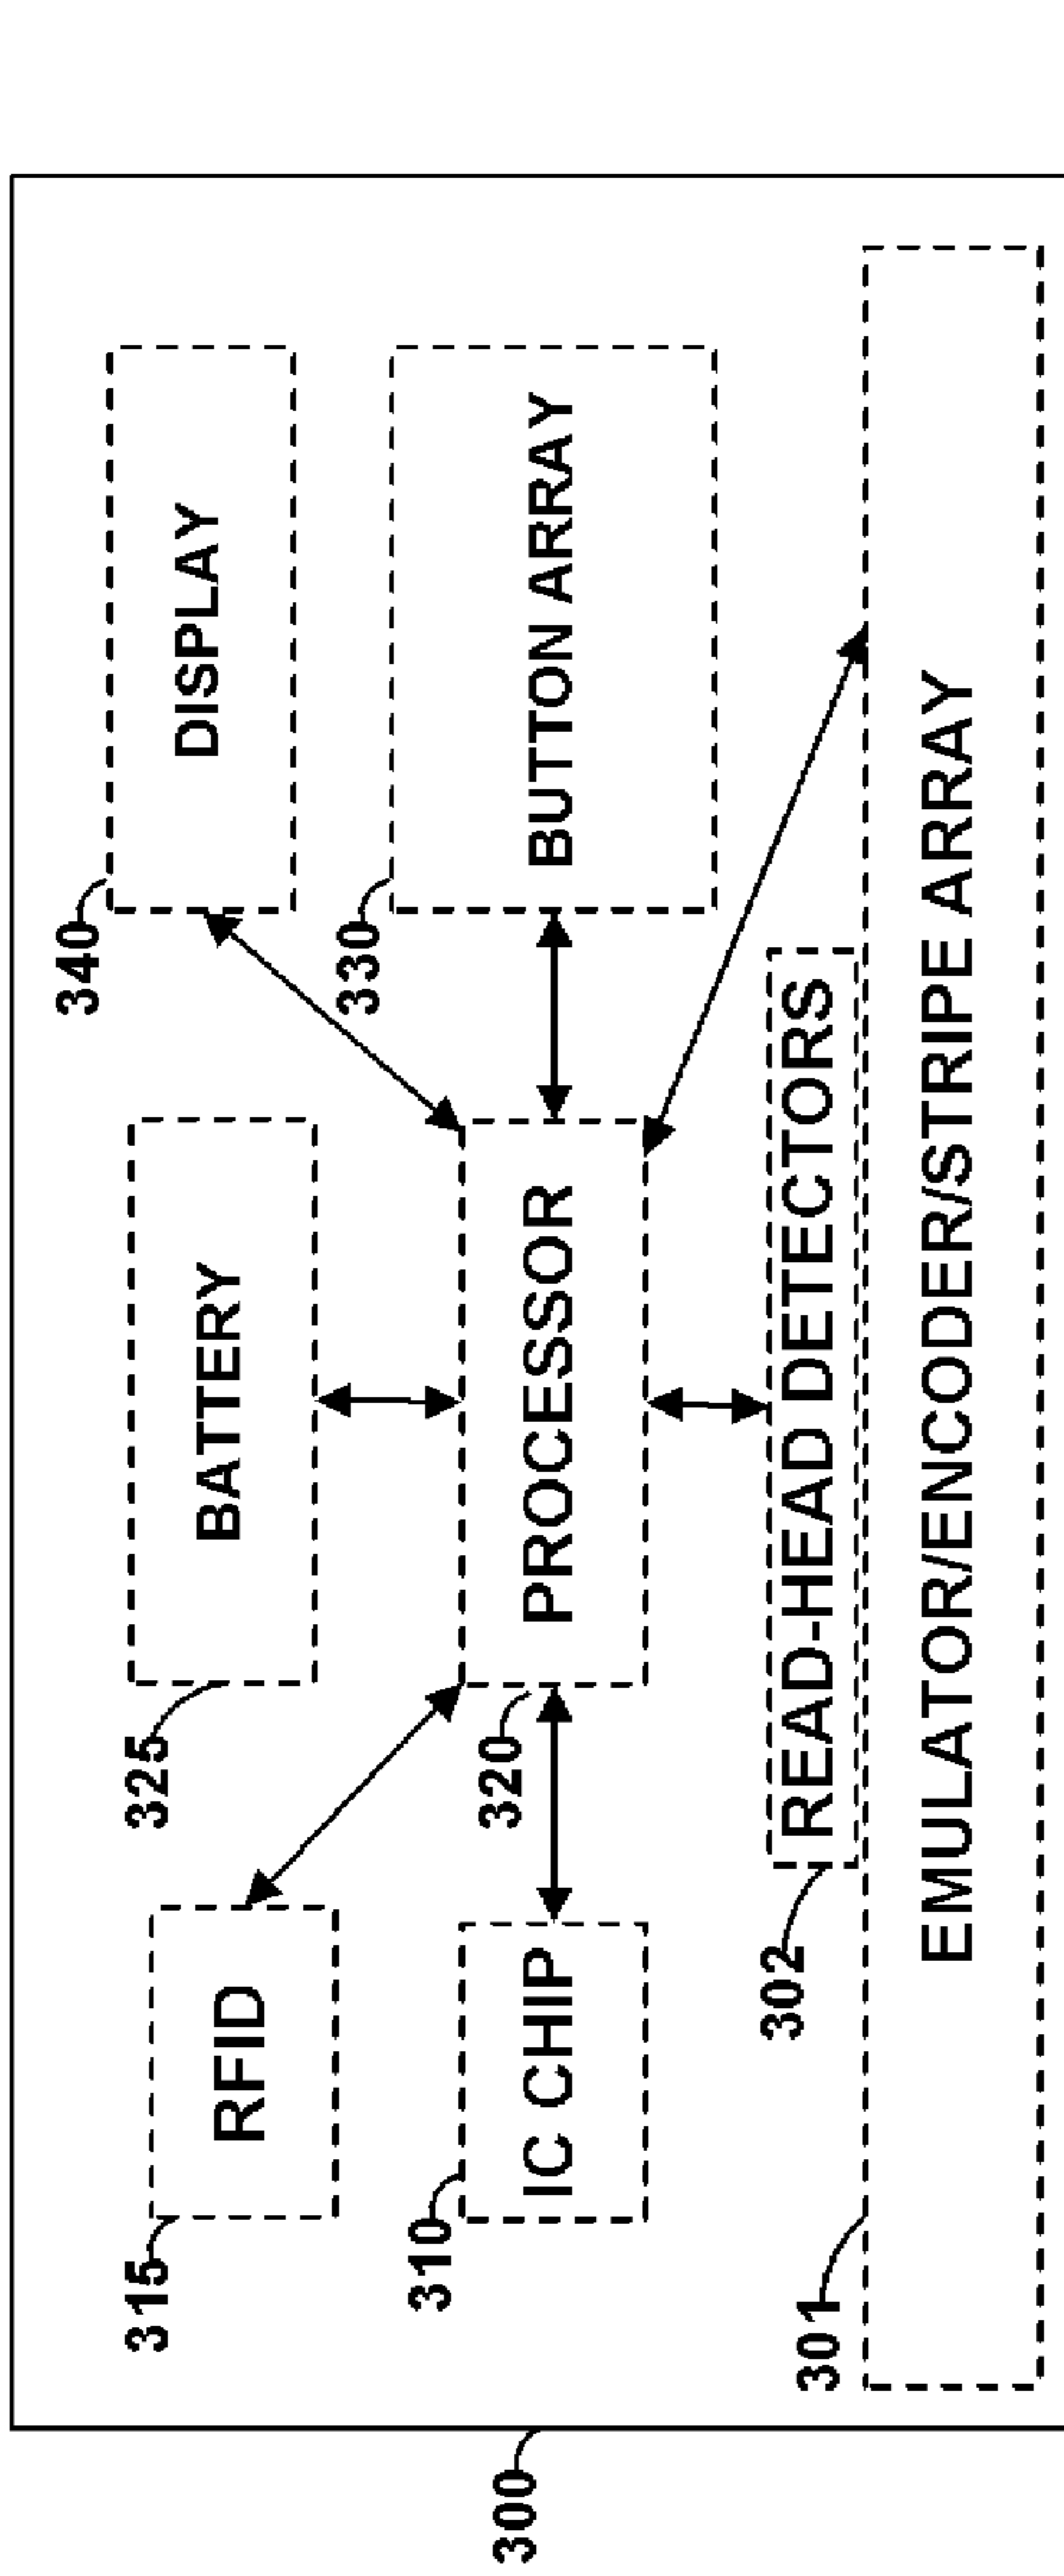 340
DISPLAY
325
BATTERY
315
RFID
330
BUTTON ARRAY
320
PROCESSOR
310
IC CHIP
302
READ-HEAD DETECTORS
301
EMULATOR/ENCODER/STRIPE ARRAY
300